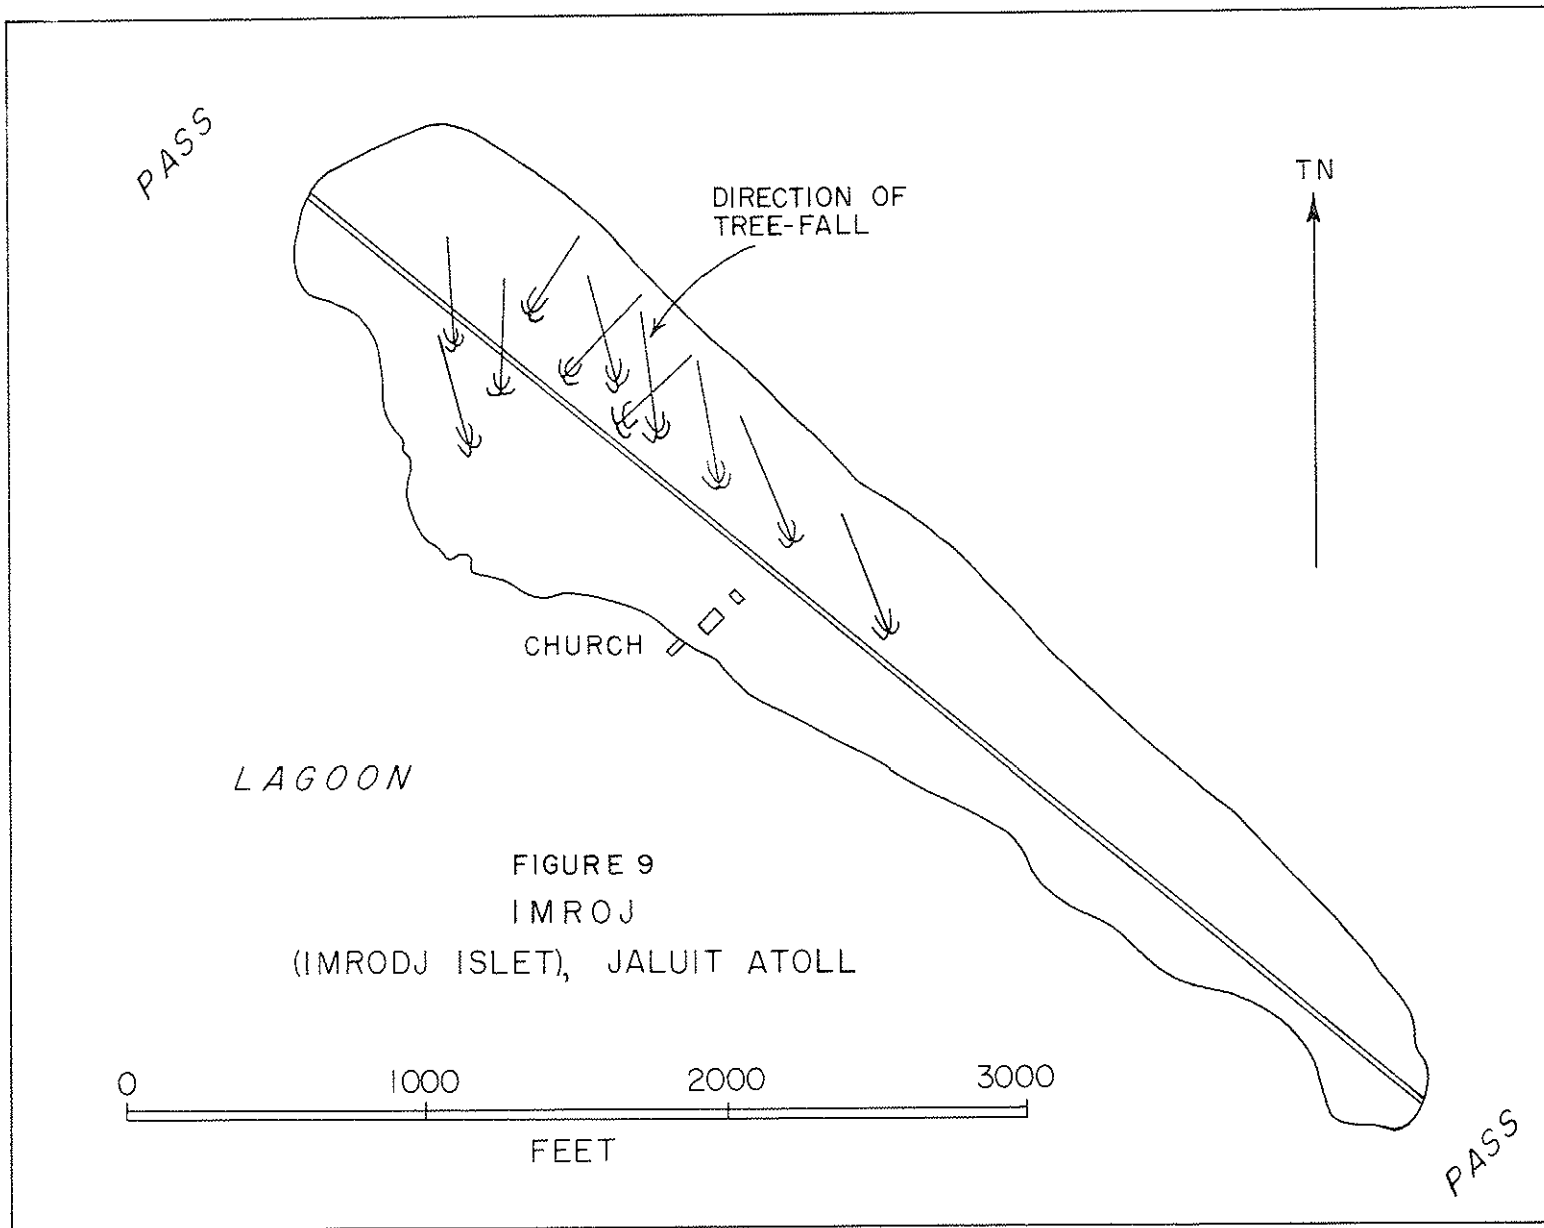 PASS
TN
DIRECTION OF
TREE-FALL
CHURCH
LAGOON
FIGURE 9
IMROJ
(IMRODJ ISLET), JALUIT ATOLL
0 1000 2000 3000
FEET
PASS